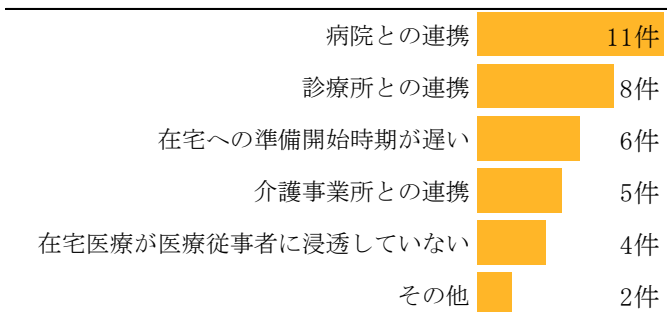 病院との連携 11件
診療所との連携 8件
在宅への準備開始時期が遅い 6件
介護事業所との連携 5件
在宅医療が医療従事者に浸透していない 4件
その他 2件